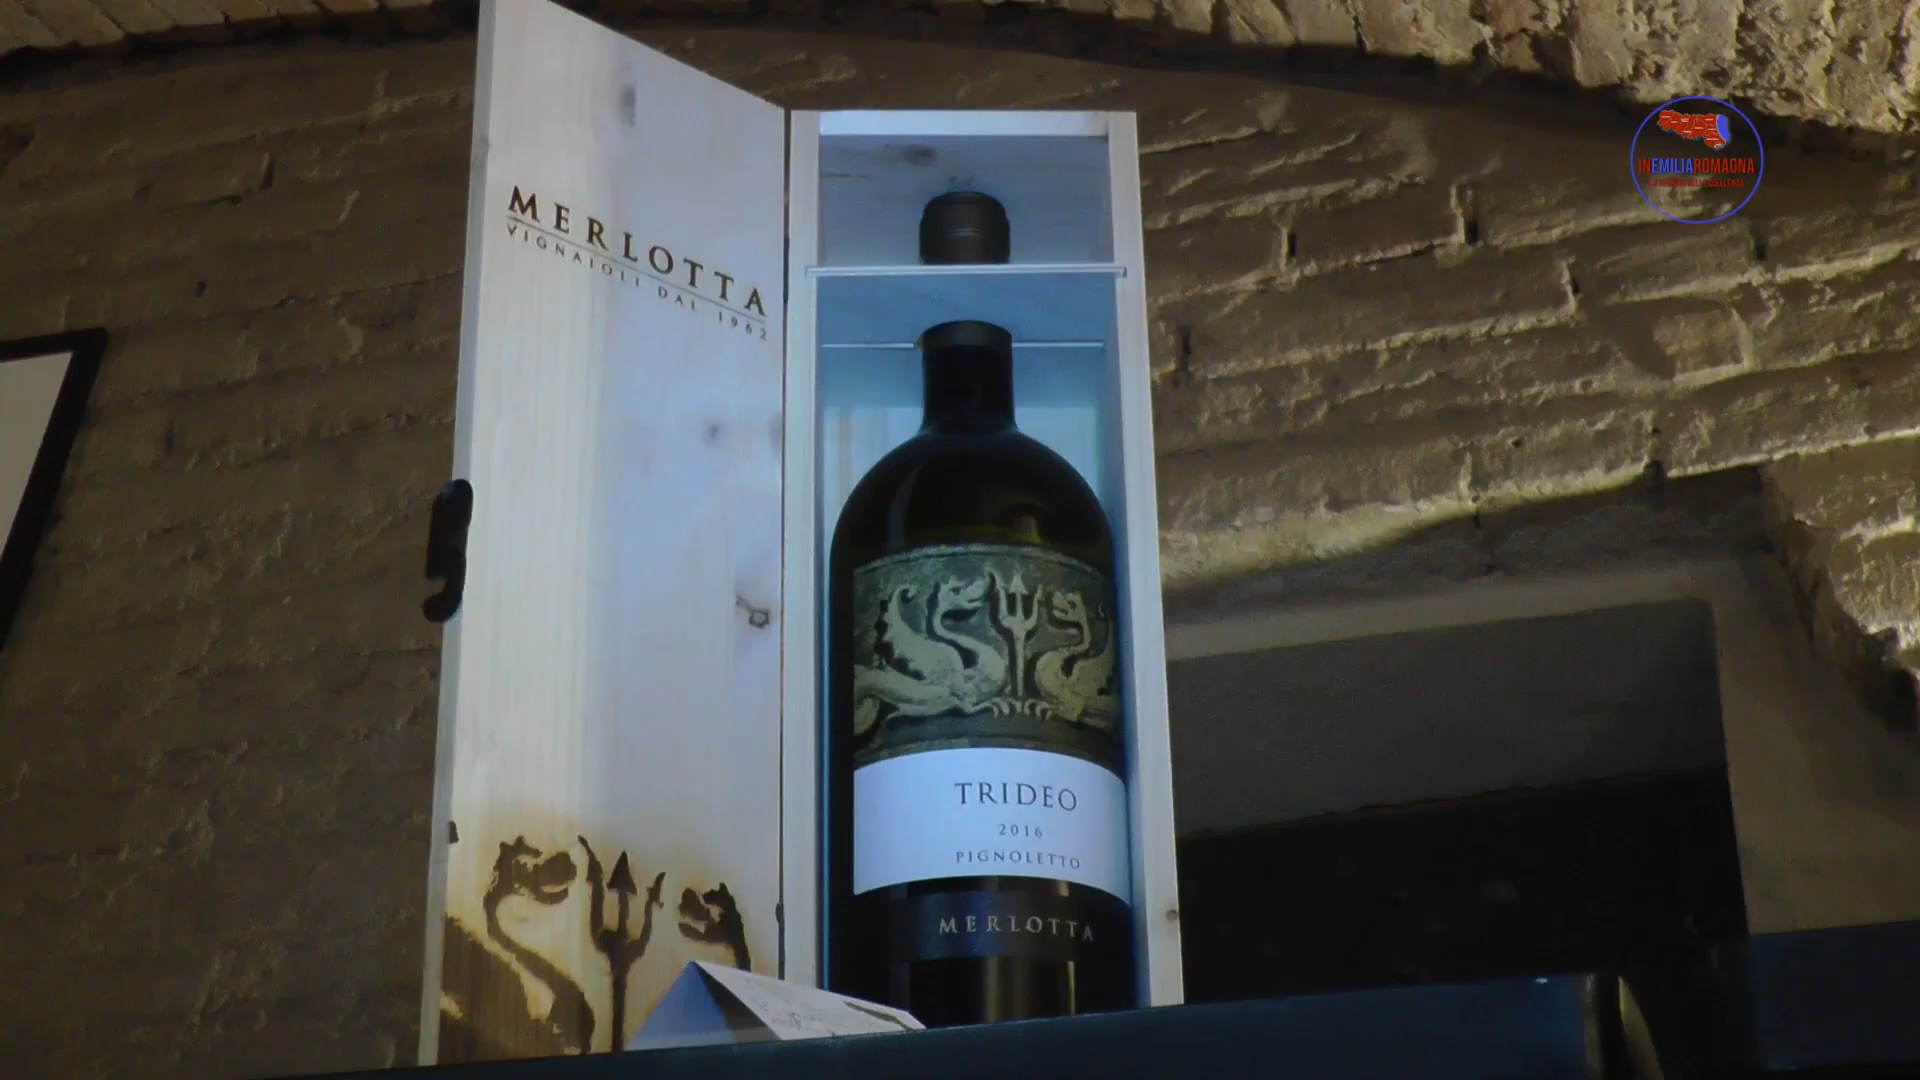 MERLOTTA
VIGNAIOLI DAL 1962
INEMILIAROMAGNA
TRIDEO
2016
PIGNOLETTO
MERLOTTA